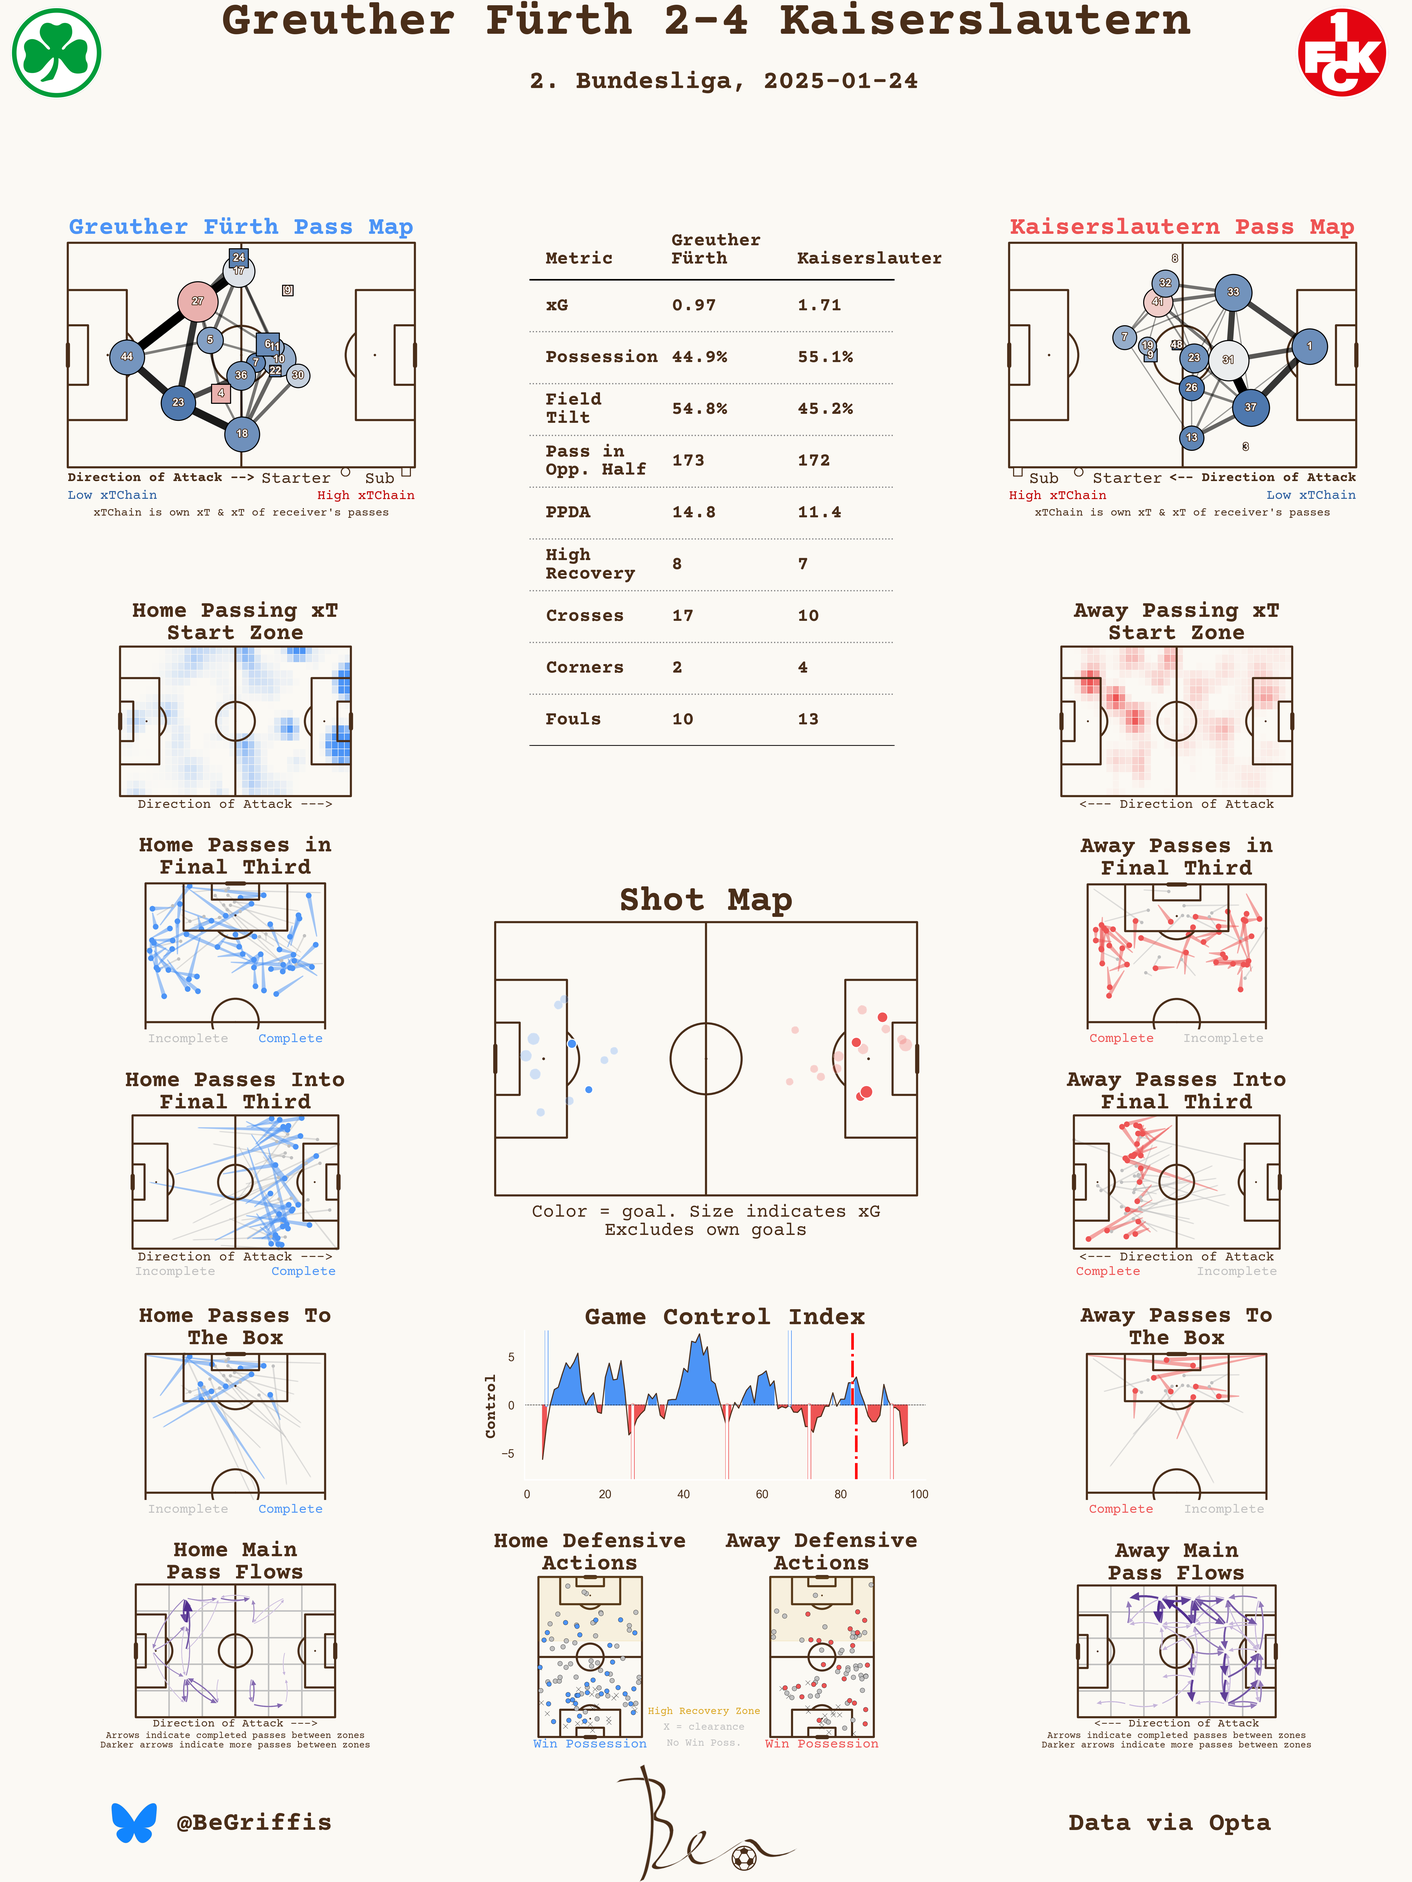 Greuther Fürth 2-4 Kaiserslautern
2. Bundesliga, 2025-01-24
1
F K
C
Greuther Fürth Pass Map
24
17
9
27
5
6
11
44
7
10
22
36
30
4
23
18
Direction of Attack --> Starter Sub
Low xTChain High xTChain
xTChain is own xT & xT of receiver's passes
Metric Greuther Fürth Kaiserslauter
xG 0.97 1.71
Possession 44.9% 55.1%
Field Tilt 54.8% 45.2%
Pass in Opp. Half 173 172
PPDA 14.8 11.4
High Recovery 8 7
Crosses 17 10
Corners 2 4
Fouls 10 13
Kaiserslautern Pass Map
8
32
41
33
7
19
9
48
23
31
1
26
37
13
3
Sub Starter <-- Direction of Attack
High xTChain Low xTChain
xTChain is own xT & xT of receiver's passes
Home Passing xT
Start Zone
Direction of Attack --->
Away Passing xT
Start Zone
<--- Direction of Attack
Home Passes in
Final Third
Incomplete Complete
Away Passes in
Final Third
Complete Incomplete
Shot Map
Color = goal. Size indicates xG
Excludes own goals
Home Passes Into
Final Third
Direction of Attack --->
Incomplete Complete
Away Passes Into
Final Third
<--- Direction of Attack
Complete Incomplete
Home Passes To
The Box
Incomplete Complete
Game Control Index
Control
5
0
−5
0 20 40 60 80 100
Away Passes To
The Box
Complete Incomplete
Home Main
Pass Flows
Direction of Attack --->
Arrows indicate completed passes between zones
Darker arrows indicate more passes between zones
Home Defensive
Actions
Win Possession
Away Defensive
Actions
Win Possession
High Recovery Zone
X = clearance
No Win Poss.
Away Main
Pass Flows
<--- Direction of Attack
Arrows indicate completed passes between zones
Darker arrows indicate more passes between zones
@BeGriffis
Ben
Data via Opta